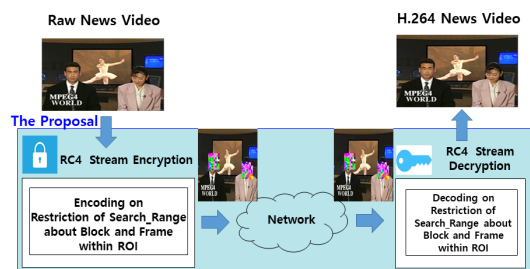 Raw News Video
H.264 News Video
MPEG4
WORLD
MPEG4
WORLD
The Proposal
RC4 Stream Encryption
RC4 Stream
Decryption
MPEG4
WORLD
MPEG4
WORLD
Encoding on
Restriction of Search_Range
about Block and Frame
within ROI
Network
Decoding on
Restriction of
Search_Range about
Block and Frame
within ROI